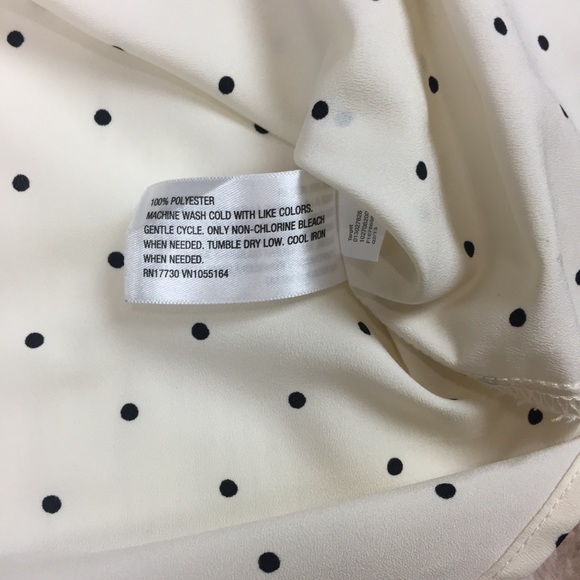 100% POLYESTER
MACHINE WASH COLD WITH LIKE COLORS.
GENTLE CYCLE. ONLY NON-CHLORINE BLEACH
WHEN NEEDED. TUMBLE DRY LOW. COOL IRON
WHEN NEEDED.
RN17730 VN1055164
Target